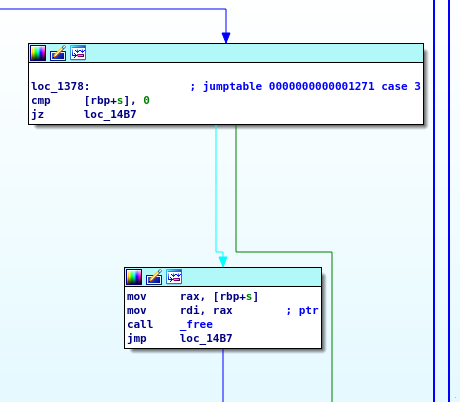 loc_1378: ; jumptable 0000000000001271 case 3
cmp [rbp+s], 0
jz loc_14B7
mov rax, [rbp+s]
mov rdi, rax ; ptr
call _free
jmp loc_14B7